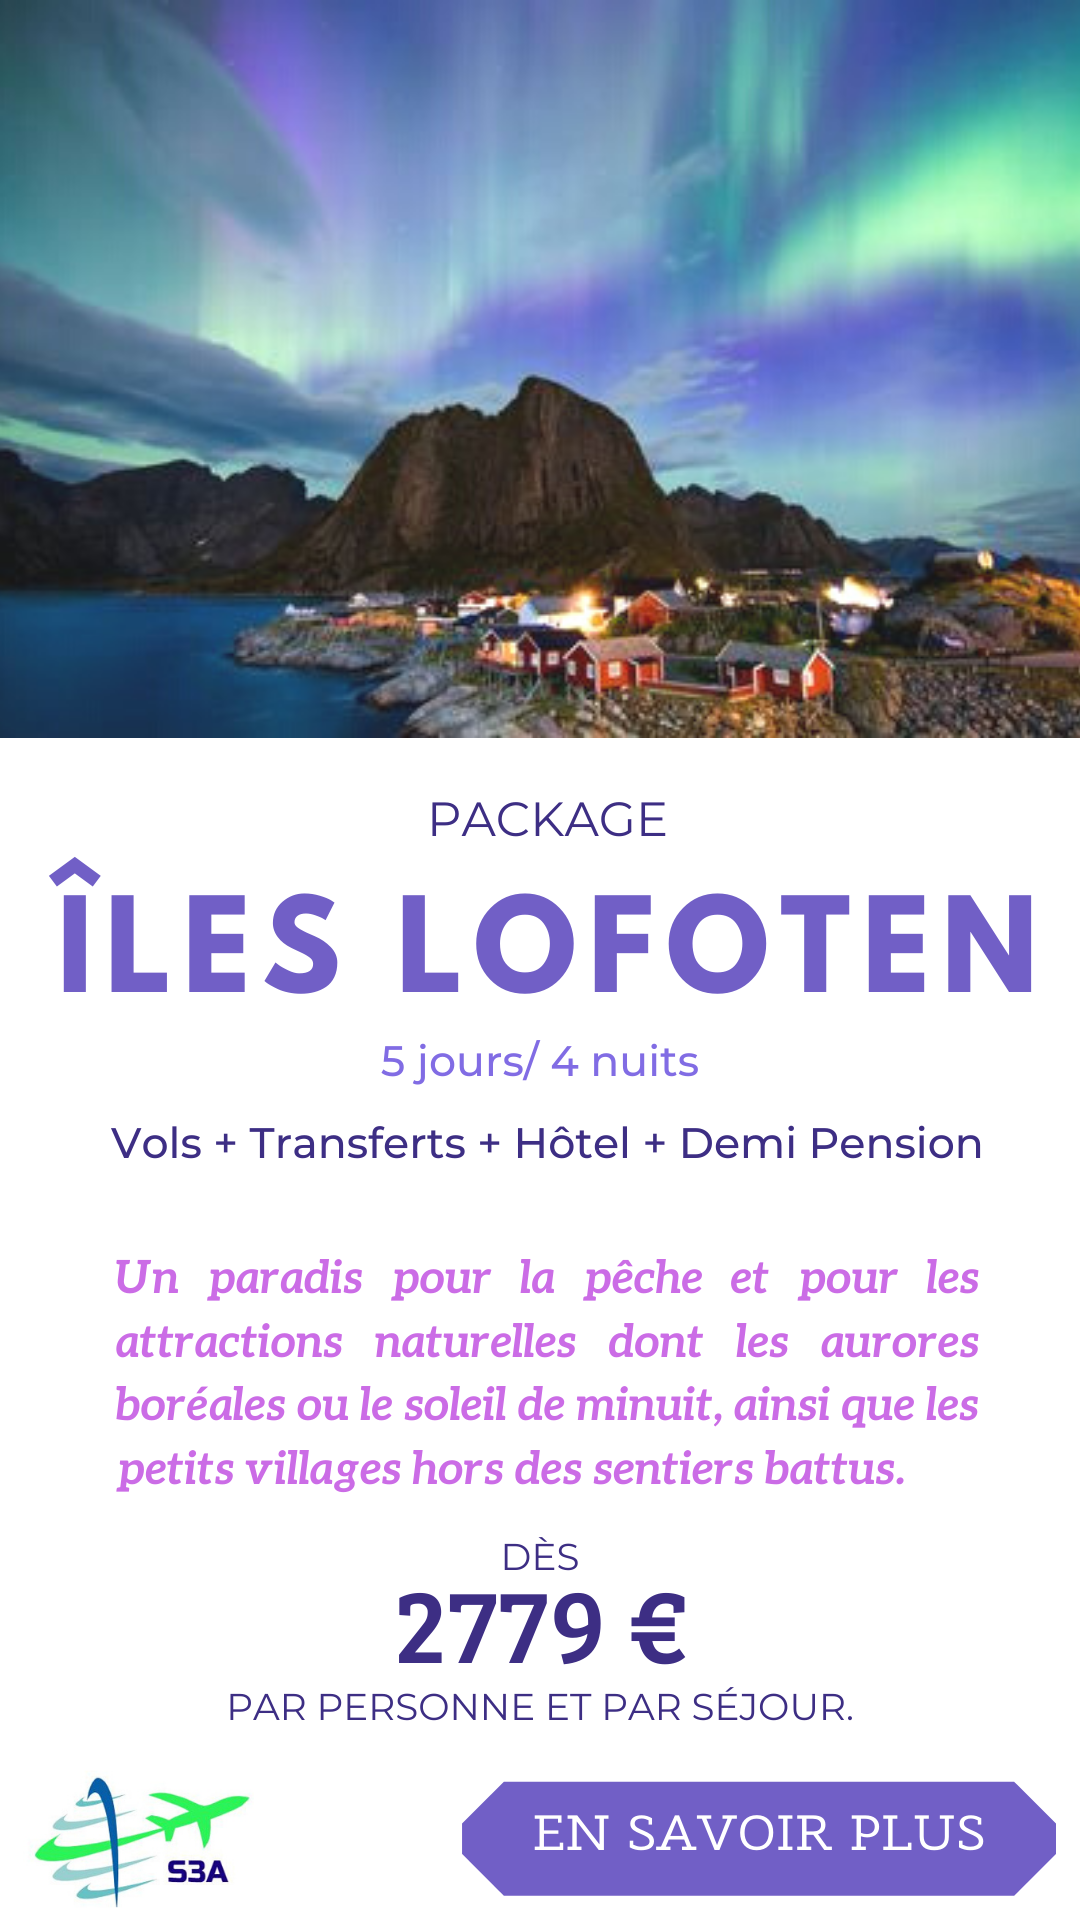 PACKAGE
ÎLES LOFOTEN
5 jours/ 4 nuits
Vols + Transferts + Hôtel + Demi Pension
Un paradis pour la pêche et pour les
attractions naturelles dont les aurores
boréales ou le soleil de minuit, ainsi que les
petits villages hors des sentiers battus.
DÈS
2779 €
PAR PERSONNE ET PAR SÉJOUR.
S3A
EN SAVOIR PLUS